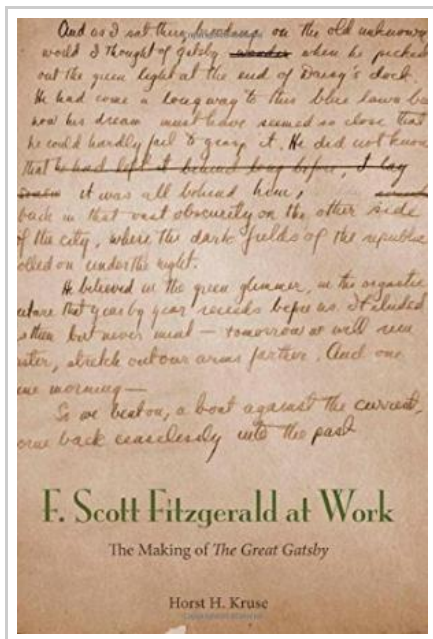 And as I sat there brooding on the old unknown
world I thought of Gatsby when he picked
out the green light at the end of Daisy's dock.
He had come a long way to this blue lawn
now his dream must have seemed so close that
he could hardly fail to grasp it. He did not know
that he had left it behind long before, I lay
it was all behind him,
back in that vast obscurity on the other side
of the city, where the dark fields of the republic
olled on under the night.
He believed in the green glimmer, in the orgastic
uture that year by year recedes before us. It eluded
s then but never mind — tomorrow we will run
aster, stretch out our arms farther. And one
ine morning —
So we beat on, a boat against the current,
orne back ceaselessly into the past
F. Scott Fitzgerald at Work
The Making of The Great Gatsby
Horst H. Kruse